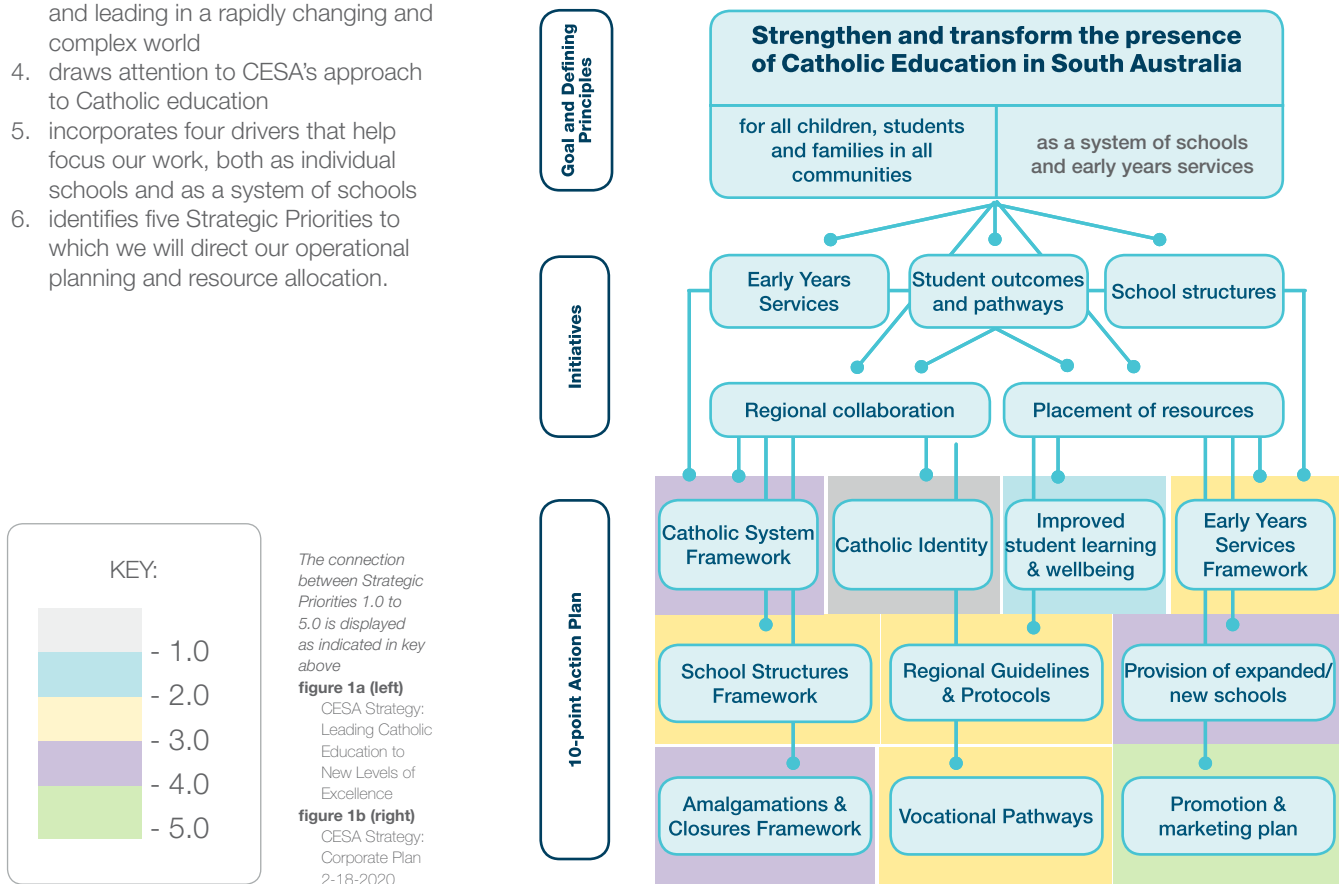 and leading in a rapidly changing and
complex world
4. draws attention to CESA's approach
to Catholic education
5. incorporates four drivers that help
focus our work, both as individual
schools and as a system of schools
6. identifies five Strategic Priorities to
which we will direct our operational
planning and resource allocation.
KEY:
- 1.0
- 2.0
- 3.0
- 4.0
- 5.0
The connection
between Strategic
Priorities 1.0 to
5.0 is displayed
as indicated in key
above
figure 1a (left)
CESA Strategy:
Leading Catholic
Education to
New Levels of
Excellence
figure 1b (right)
CESA Strategy:
Corporate Plan
2-18-2020
Goal and Defining
Principles
Strengthen and transform the presence
of Catholic Education in South Australia
for all children, students
and families in all
communities
as a system of schools
and early years services
Initiatives
Early Years
Services
Student outcomes
and pathways
School structures
Regional collaboration
Placement of resources
10-point Action Plan
Catholic System
Framework
Catholic Identity
Improved
student learning
& wellbeing
Early Years
Services
Framework
School Structures
Framework
Regional Guidelines
& Protocols
Provision of expanded/
new schools
Amalgamations &
Closures Framework
Vocational Pathways
Promotion &
marketing plan